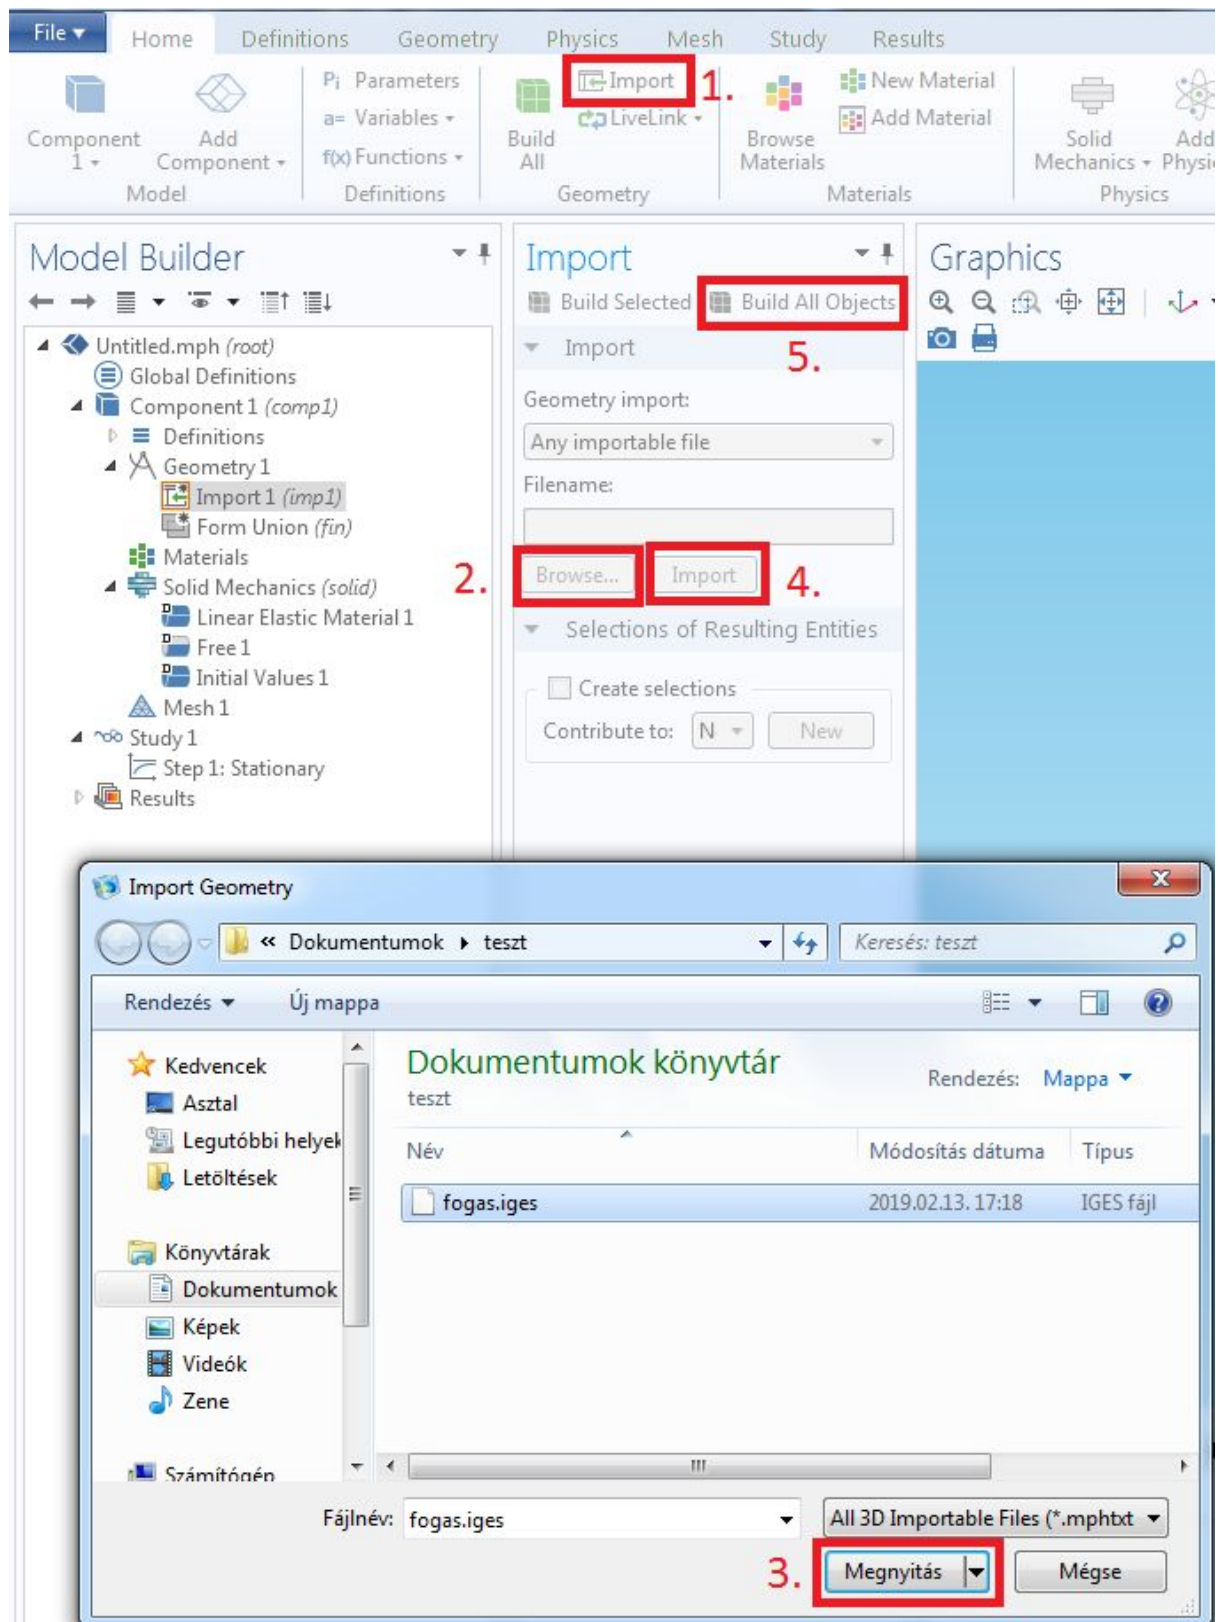 File
Home Definitions Geometry Physics Mesh Study Results
Component 1
Add Component
Model
Pi Parameters
a= Variables
f(x) Functions
Definitions
Build All
Import 1.
LiveLink
Geometry
Browse Materials
New Material
Add Material
Materials
Solid Mechanics
Physics
Model Builder
Untitled.mph (root)
Global Definitions
Component 1 (comp1)
Definitions
Geometry 1
Import 1 (imp1)
Form Union (fin)
Materials
Solid Mechanics (solid)
Linear Elastic Material 1
Free 1
Initial Values 1
Mesh 1
Study 1
Step 1: Stationary
Results
Import
Build Selected Build All Objects
5.
Import
Geometry import:
Any importable file
Filename:
2. Browse... Import 4.
Selections of Resulting Entities
Create selections
Contribute to: N New
Graphics
Import Geometry
« Dokumentumok teszt Keresés: teszt
Rendezés Új mappa
Kedvencek
Asztal
Legutóbbi helyek
Letöltések
Könyvtárak
Dokumentumok
Képek
Videók
Zene
Számítógép
Dokumentumok könyvtár
teszt
Rendezés: Mappa
Név Módosítás dátuma Típus
fogas.iges 2019.02.13. 17:18 IGES fájl
Fájlnév: fogas.iges All 3D Importable Files (*.mphtxt
3. Megnyitás Mégse